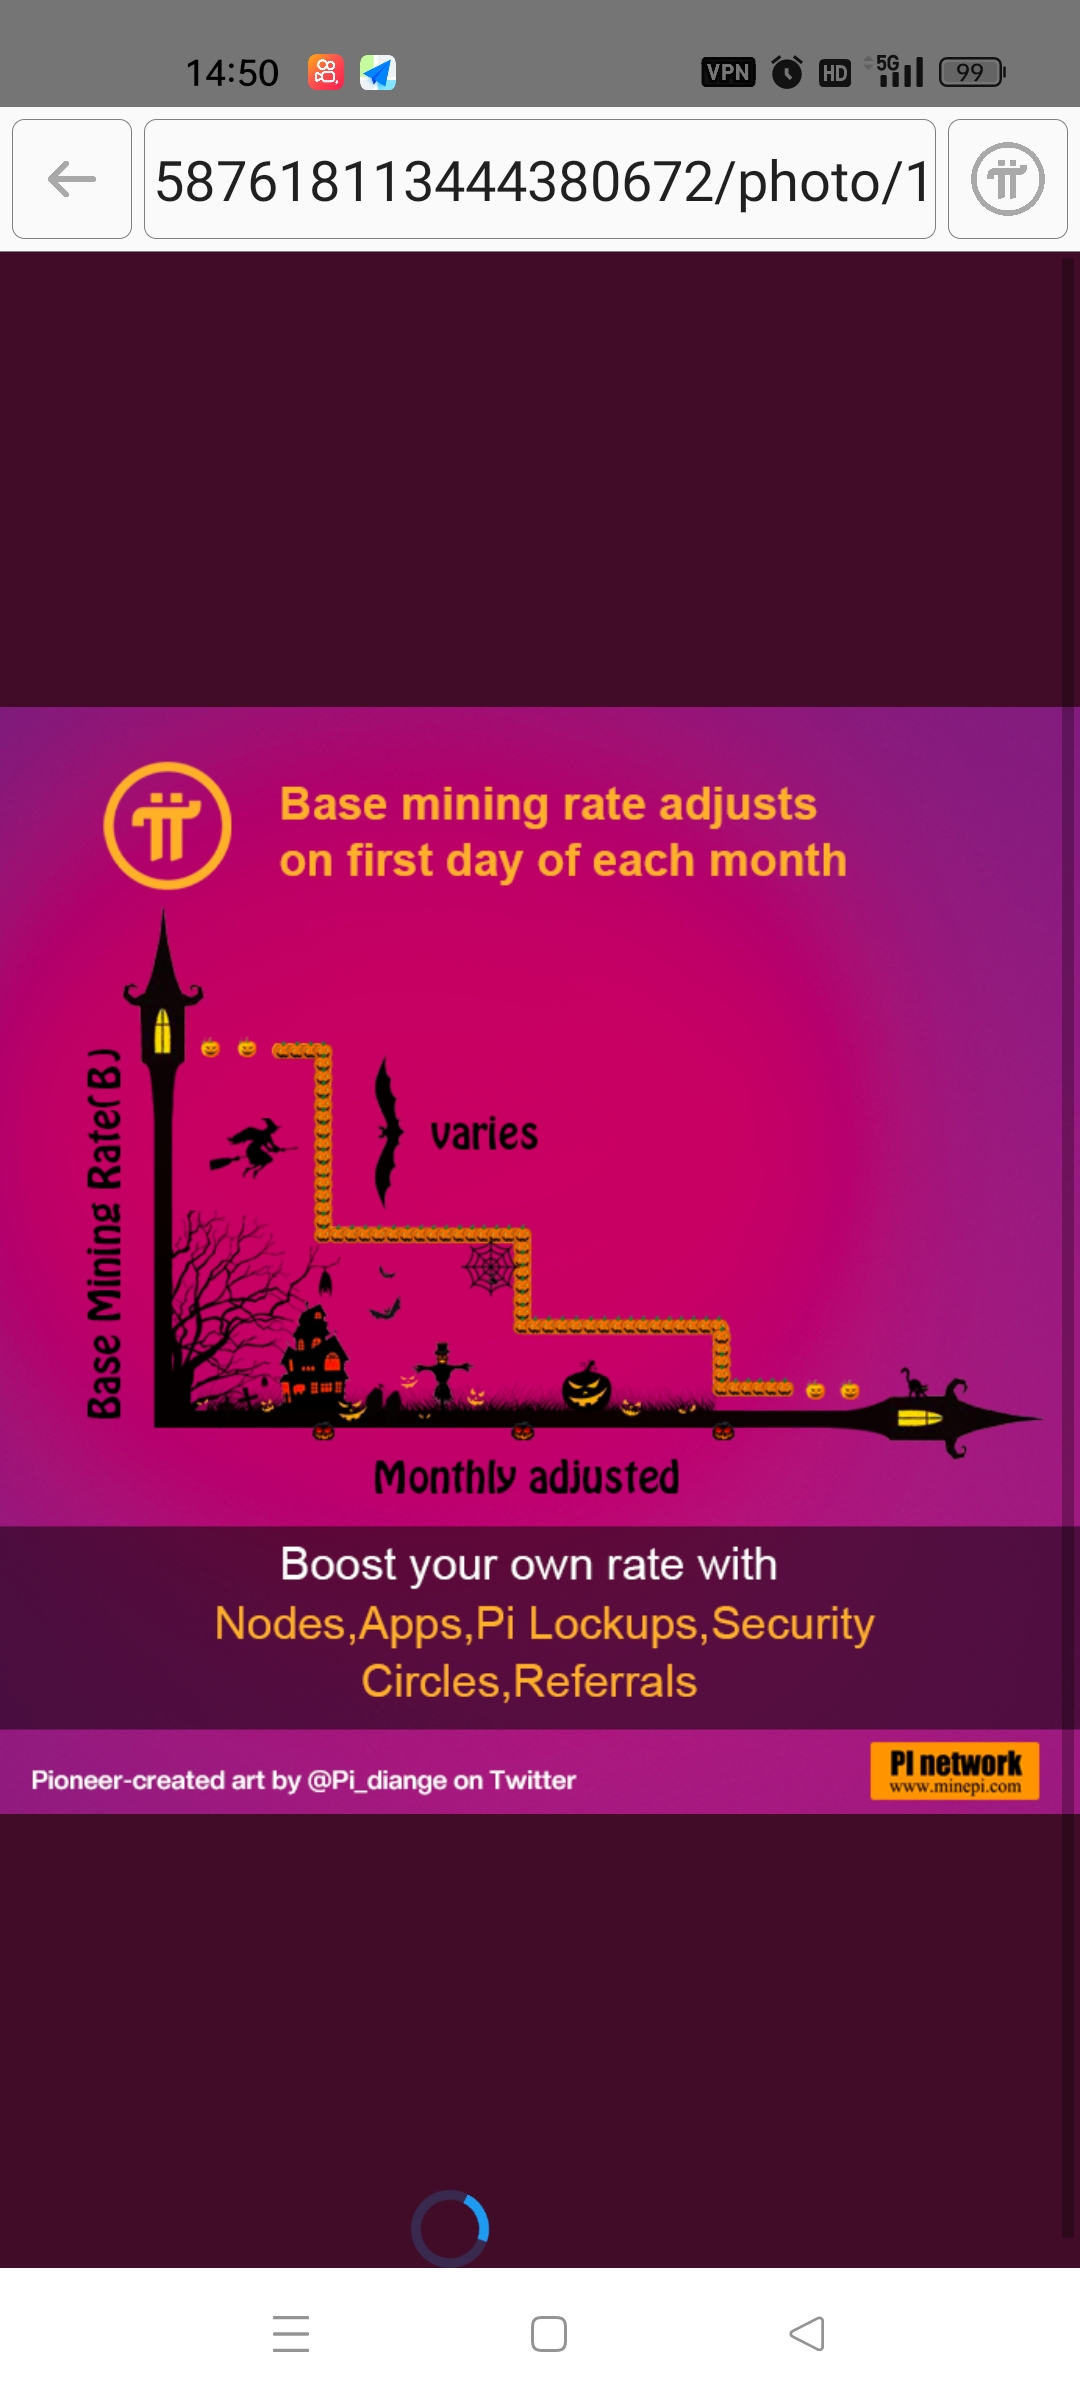 14:50
VPN
HD
5G
99
587618113444380672/photo/1
Base mining rate adjusts
on first day of each month
Base Mining Rate(B)
varies
Monthly adjusted
Boost your own rate with
Nodes,Apps,Pi Lockups,Security
Circles,Referrals
Pioneer-created art by @Pi_diange on Twitter
PI network
www.minepi.com